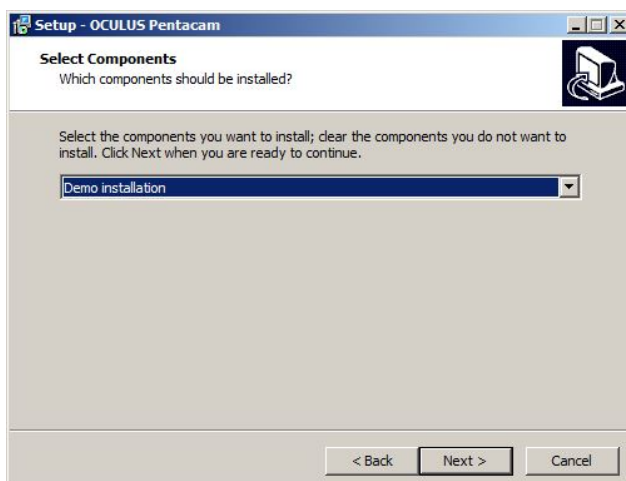 Setup - OCULUS Pentacam
Select Components
Which components should be installed?
Select the components you want to install; clear the components you do not want to
install. Click Next when you are ready to continue.
Demo installation
< Back
Next >
Cancel